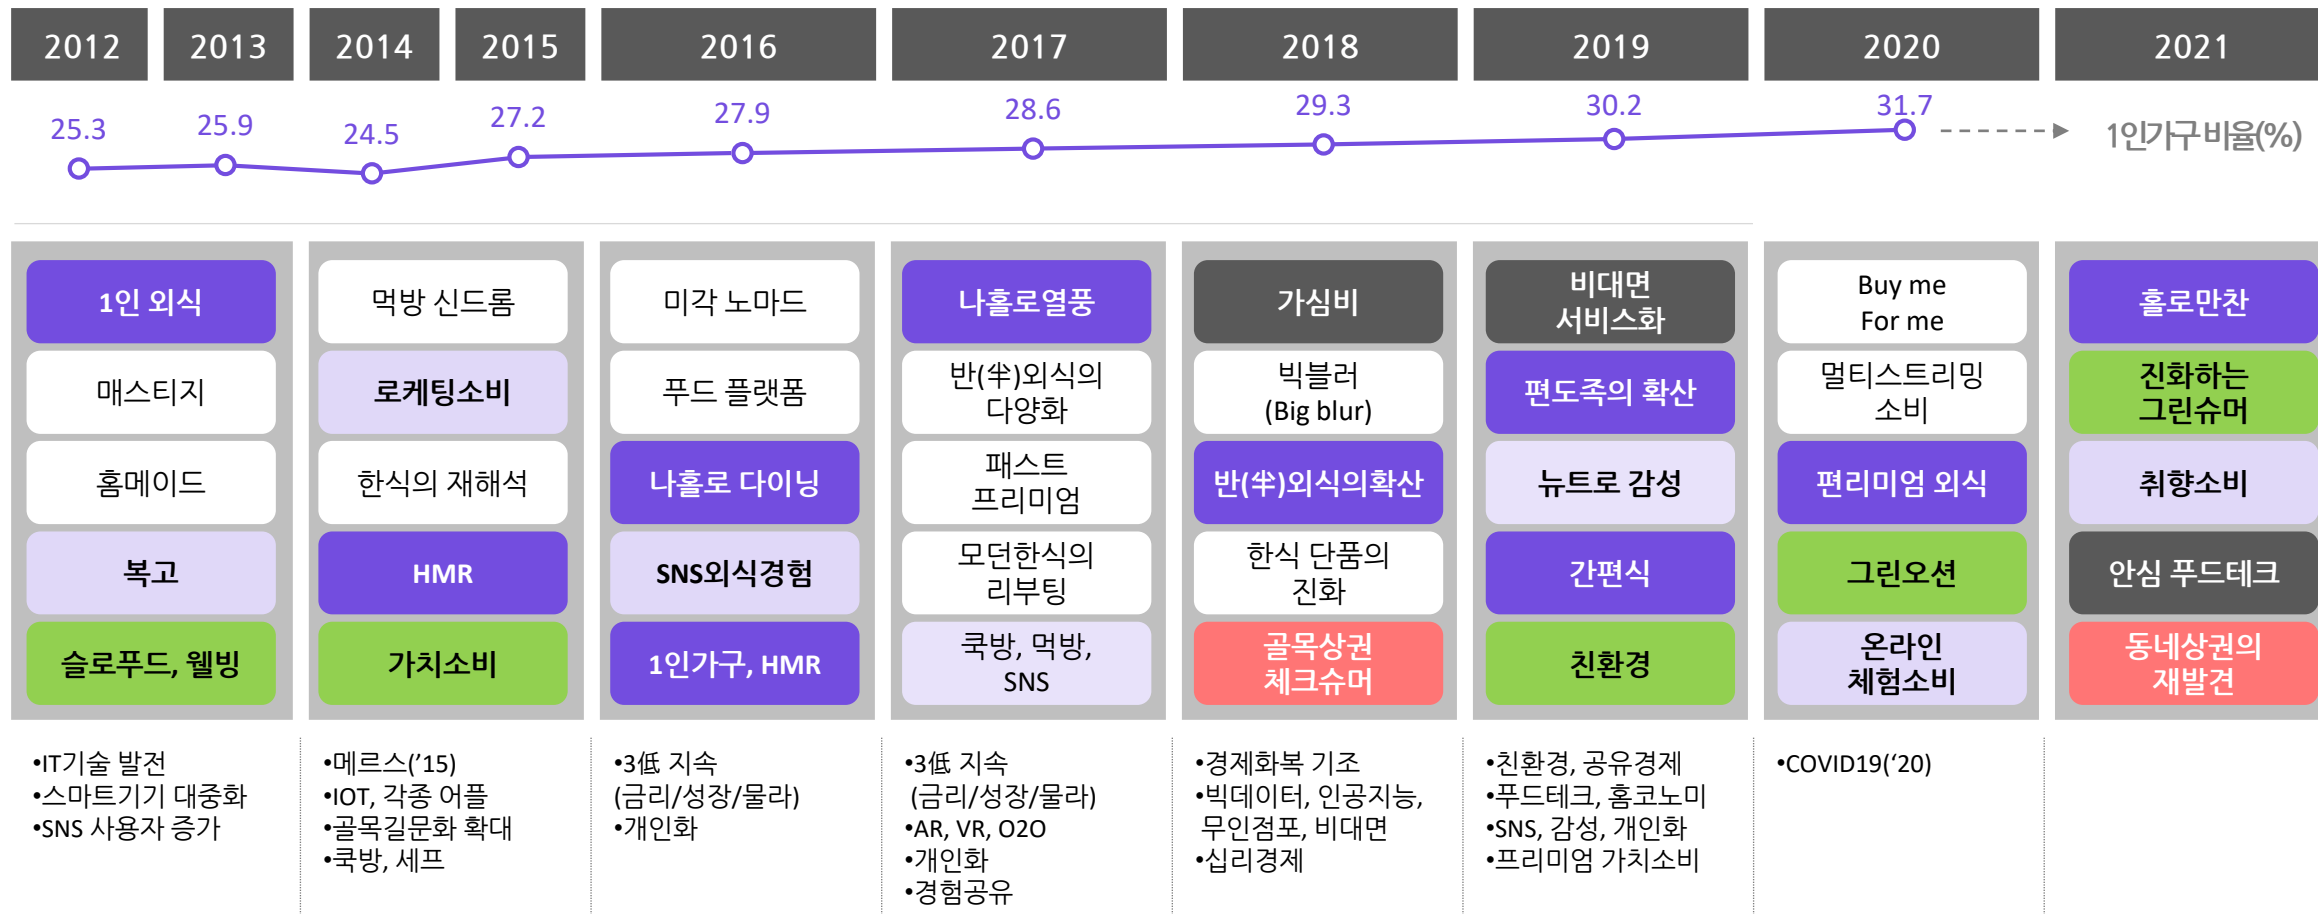 2012
2013
2014
2015
2016
2017
2018
2019
2020
2021
25.3
25.9
24.5
27.2
27.9
28.6
29.3
30.2
31.7
1인가구 비율(%)
1인 외식
매스티지
홈메이드
복고
슬로푸드, 웰빙
먹방 신드롬
로케팅소비
한식의 재해석
HMR
가치소비
미각 노마드
푸드 플랫폼
나홀로 다이닝
SNS외식경험
1인가구, HMR
나홀로열풍
반(半)외식의
다양화
패스트
프리미엄
모던한식의
리부팅
쿡방, 먹방,
SNS
가심비
빅블러
(Big blur)
반(半)외식의확산
한식 단품의
진화
골목상권
체크슈머
비대면
서비스화
편도족의 확산
뉴트로 감성
간편식
친환경
Buy me
For me
멀티스트리밍
소비
편리미엄 외식
그린오션
온라인
체험소비
홀로만찬
진화하는
그린슈머
취향소비
안심 푸드테크
동네상권의
재발견
•IT기술 발전
•스마트기기 대중화
•SNS 사용자 증가
•메르스('15)
•IOT, 각종 어플
•골목길문화 확대
•쿡방, 세프
•3低 지속
(금리/성장/물라)
•개인화
•3低 지속
(금리/성장/물라)
•AR, VR, O2O
•개인화
•경험공유
•경제화복 기조
•빅데이터, 인공지능,
무인점포, 비대면
•십리경제
•친환경, 공유경제
•푸드테크, 홈코노미
•SNS, 감성, 개인화
•프리미엄 가치소비
•COVID19('20)